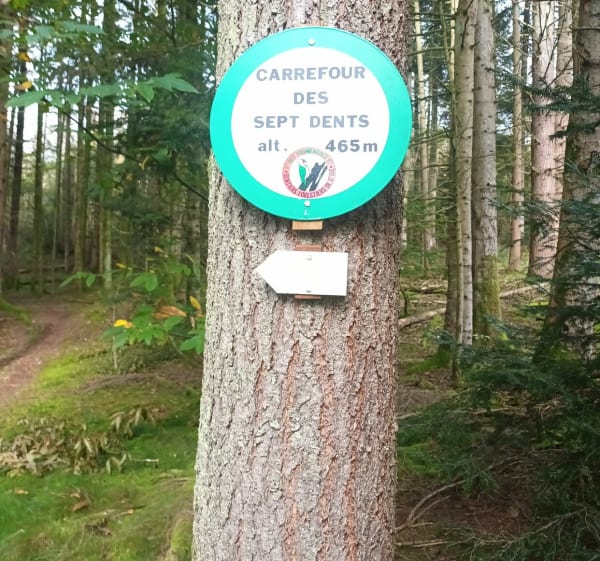 CARREFOUR
DES
SEPT DENTS
alt. 465m